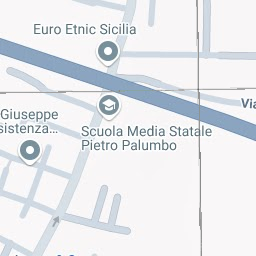 Euro Etnic Sicilia
Via
Giuseppe
sistenza...
Scuola Media Statale
Pietro Palumbo